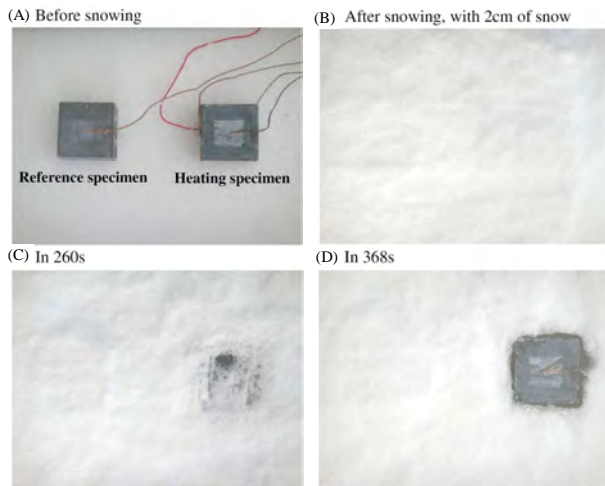 (A) Before snowing
(B) After snowing, with 2cm of snow
Reference specimen
Heating specimen
(C) In 260s
(D) In 368s